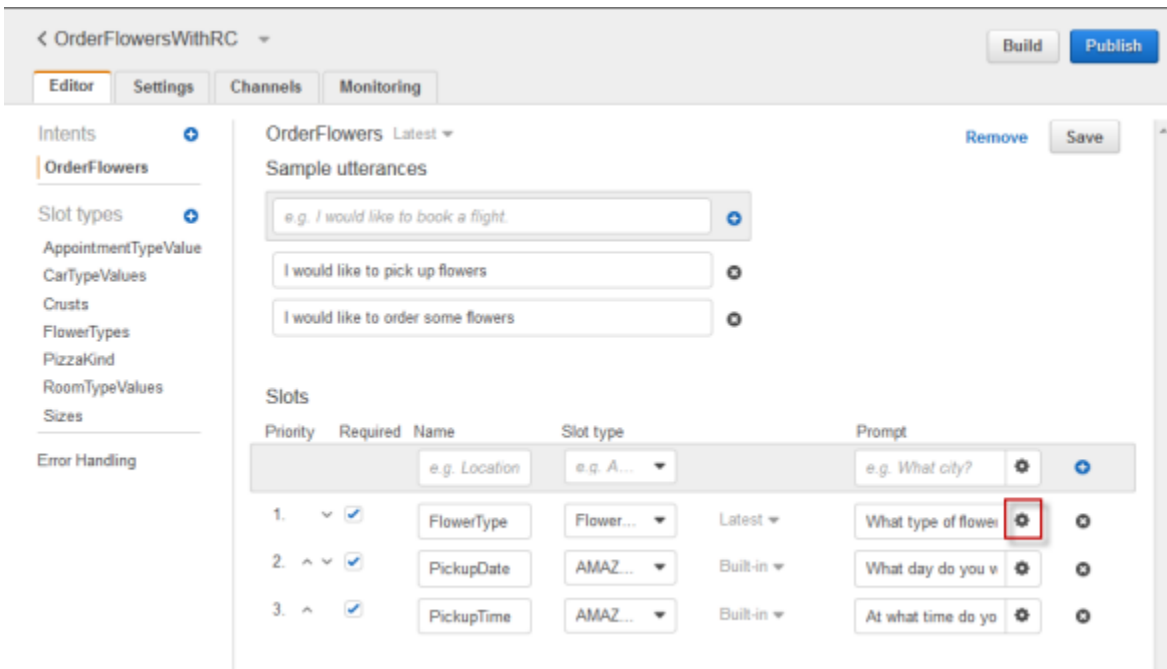 < OrderFlowersWithRC
Build Publish
Editor Settings Channels Monitoring
Intents
OrderFlowers
Slot types
AppointmentTypeValue
CarTypeValues
Crusts
FlowerTypes
PizzaKind
RoomTypeValues
Sizes
Error Handling
OrderFlowers Latest
Remove Save
Sample utterances
e.g. I would like to book a flight.
I would like to pick up flowers
I would like to order some flowers
Slots
Priority Required Name Slot type Prompt
e.g. Location e.g. A... e.g. What city?
1. FlowerType Flower... Latest What type of flower
2. PickupDate AMAZ... Built-in What day do you w
3. PickupTime AMAZ... Built-in At what time do yo